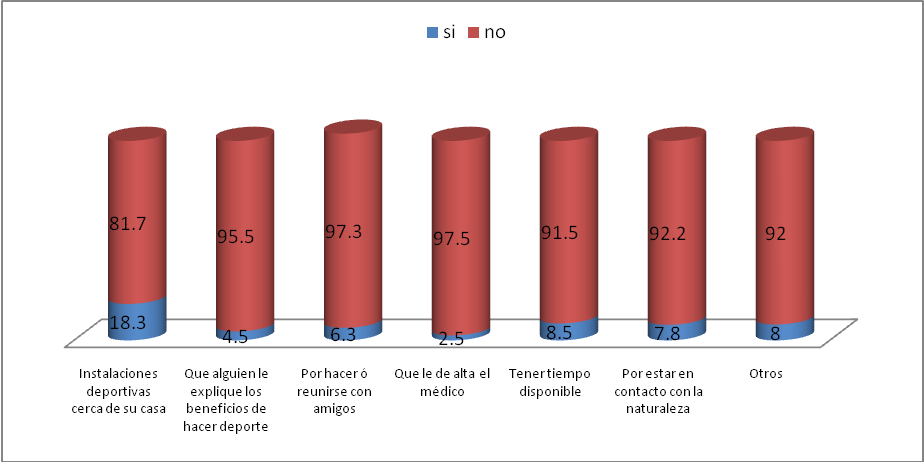 si no
81.7 95.5 97.3 97.5 91.5 92.2 92
18.3 4.5 6.3 2.5 8.5 7.8 8
Instalaciones
deportivas
cerca de su casa
Que alguien le
explique los
beneficios de
hacer deporte
Por hacer ó
reunirse con
amigos
Que le de alta el
médico
Tener tiempo
disponible
Por estar en
contacto con la
naturaleza
Otros